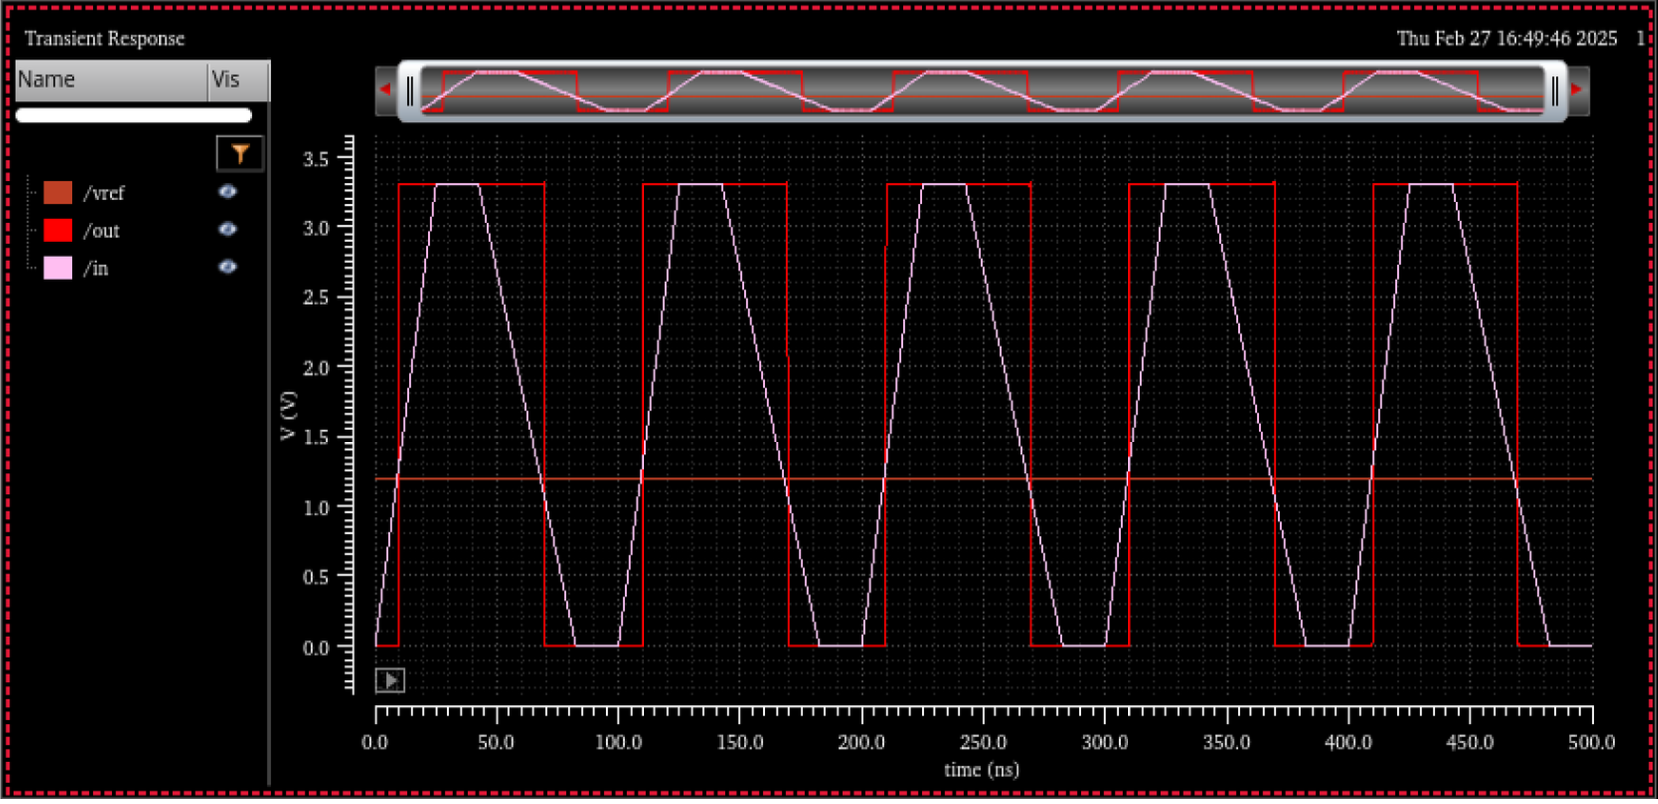 Transient Response
Thu Feb 27 16:49:46 2025 1
Name Vis
/vref
/out
/in
V (V)
3.5
3.0
2.5
2.0
1.5
1.0
0.5
0.0
0.0 50.0 100.0 150.0 200.0 250.0 300.0 350.0 400.0 450.0 500.0
time (ns)